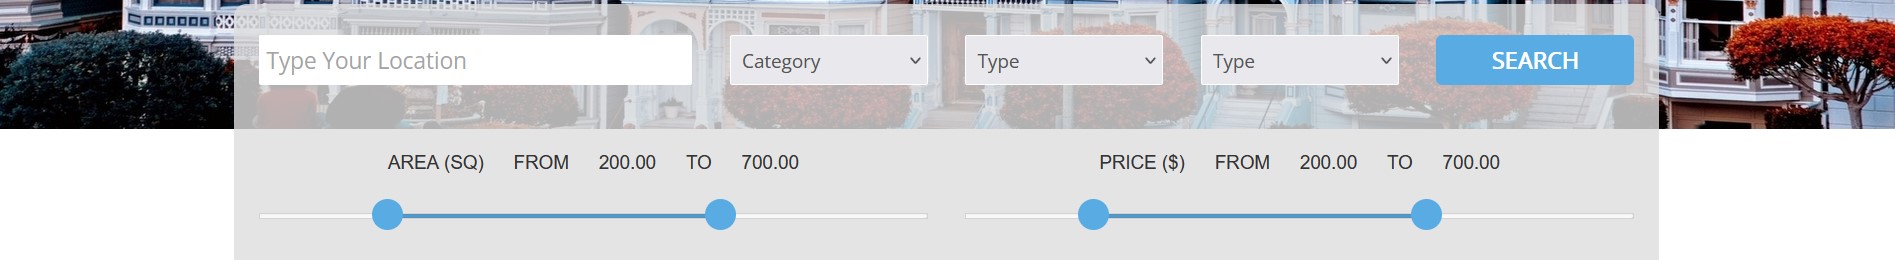 Type Your Location Category Type Type SEARCH
AREA (SQ) FROM 200.00 TO 700.00 PRICE ($) FROM 200.00 TO 700.00